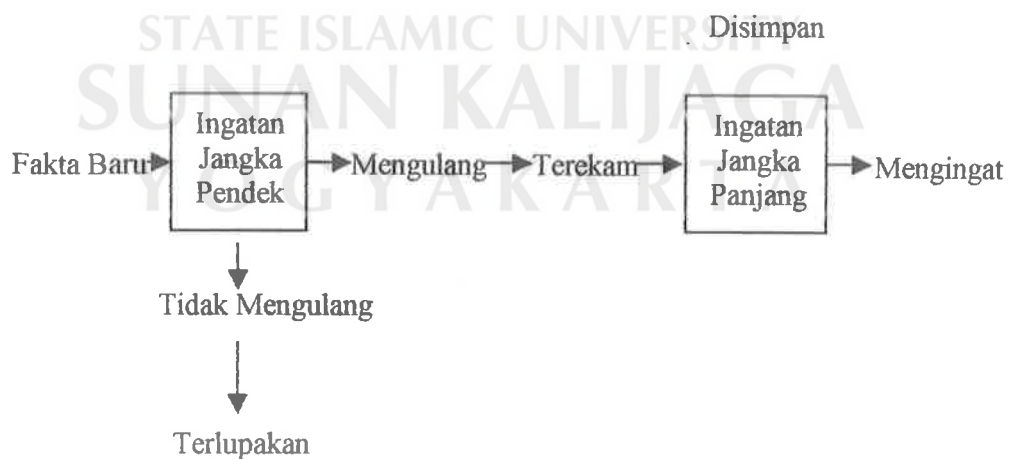 STATE ISLAMIC UNIVERSITY
SUNAN KALIJAGA
YOGYAKARTA
Disimpan
Fakta Baru
Ingatan
Jangka
Pendek
Mengulang
Terekam
Ingatan
Jangka
Panjang
Mengingat
Tidak Mengulang
Terlupakan